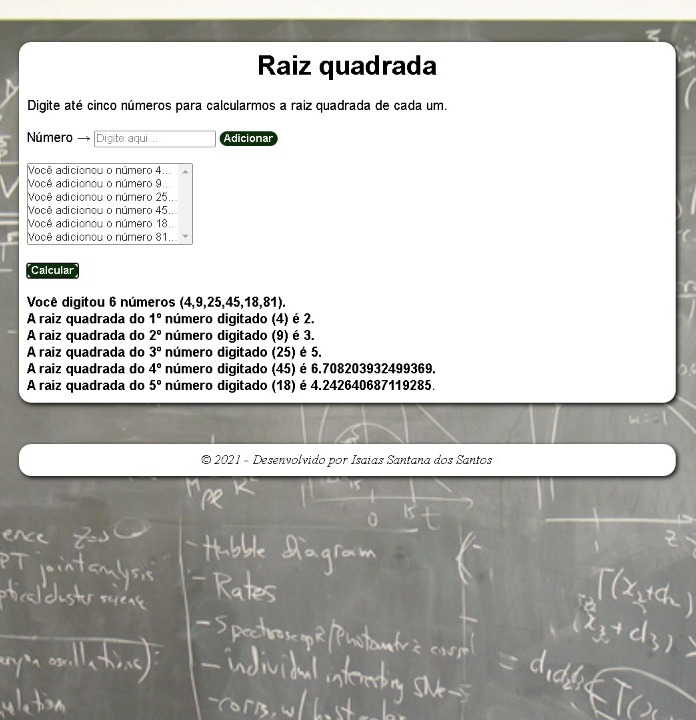 Raiz quadrada
Digite até cinco números para calcularmos a raiz quadrada de cada um.
Número → Digite aqui... Adicionar
Você adicionou o número 4...
Você adicionou o número 9...
Você adicionou o número 25...
Você adicionou o número 45...
Você adicionou o número 18...
Você adicionou o número 81...
Calcular
Você digitou 6 números (4,9,25,45,18,81).
A raiz quadrada do 1º número digitado (4) é 2.
A raiz quadrada do 2º número digitado (9) é 3.
A raiz quadrada do 3º número digitado (25) é 5.
A raiz quadrada do 4º número digitado (45) é 6.708203932499369.
A raiz quadrada do 5º número digitado (18) é 4.242640687119285.
© 2021 - Desenvolvido por Isaias Santana dos Santos
- Hubble diagram
- Rates
- individual interesting SNe-